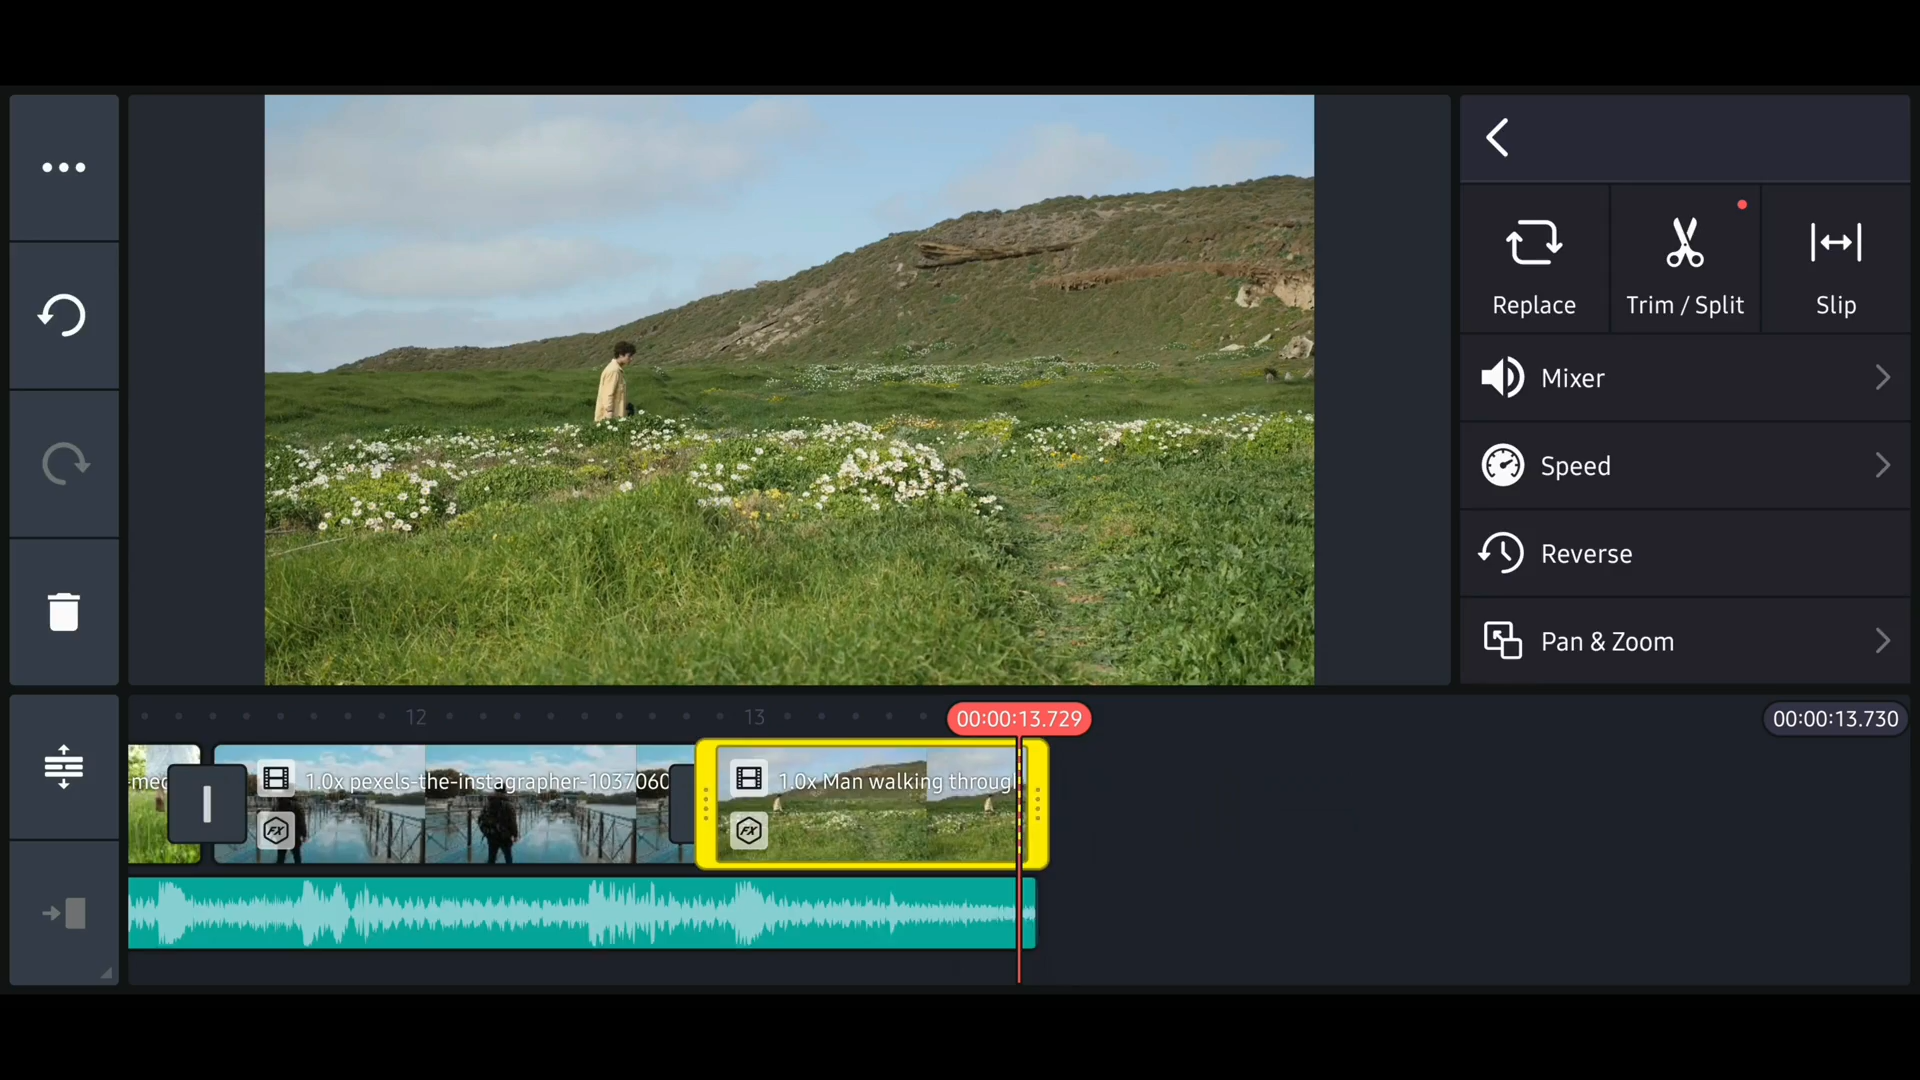 Replace
Trim / Split
Slip
Mixer
Speed
Reverse
Pan & Zoom
12
13
00:00:13.729
00:00:13.730
1.0x pexels-the-instagrapher-1037060
1.0x Man walking through
FX
FX